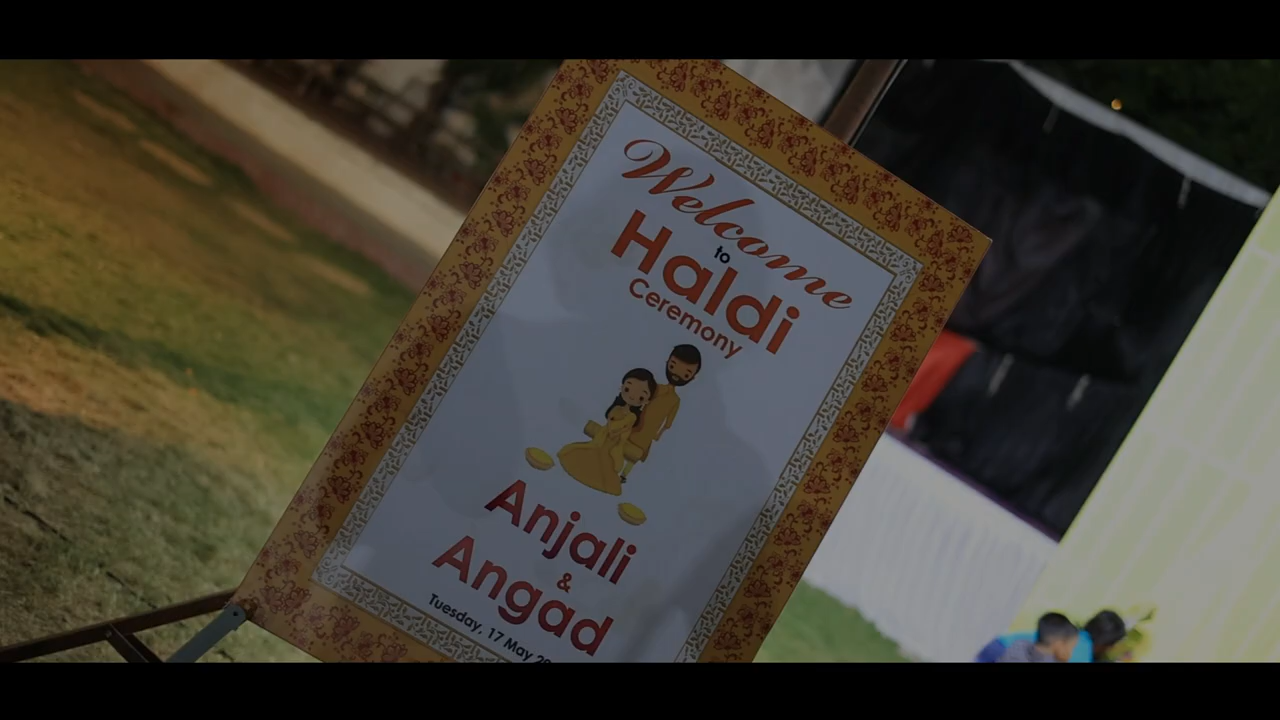 Welcome
to
Haldi
Ceremony
Anjali
&
Angad
Tuesday, 17 May